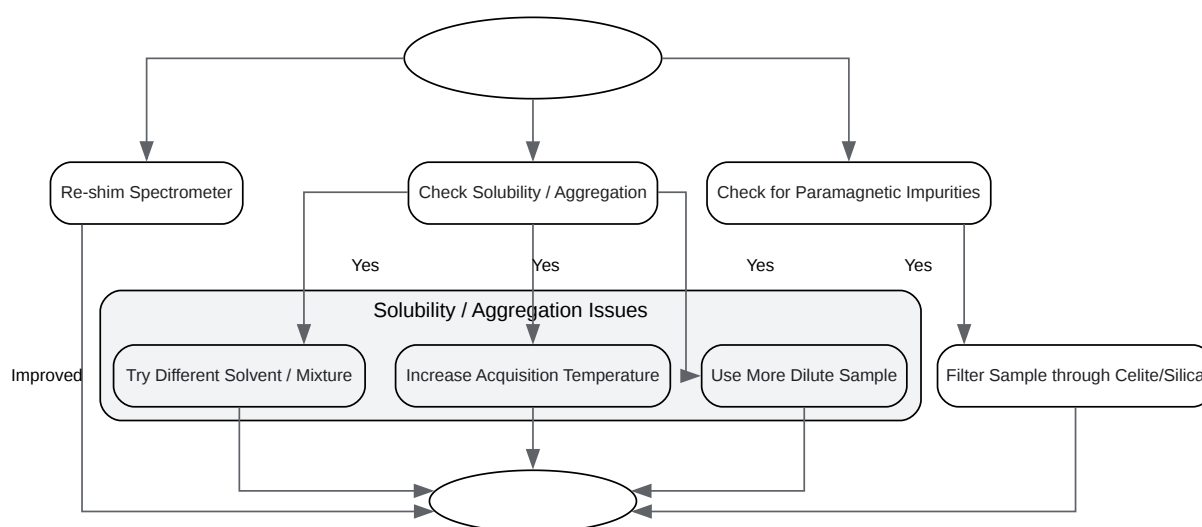 Re-shim Spectrometer
Check Solubility / Aggregation
Check for Paramagnetic Impurities
Yes
Yes
Yes
Yes
Solubility / Aggregation Issues
Improved
Try Different Solvent / Mixture
Increase Acquisition Temperature
Use More Dilute Sample
Filter Sample through Celite/Silica